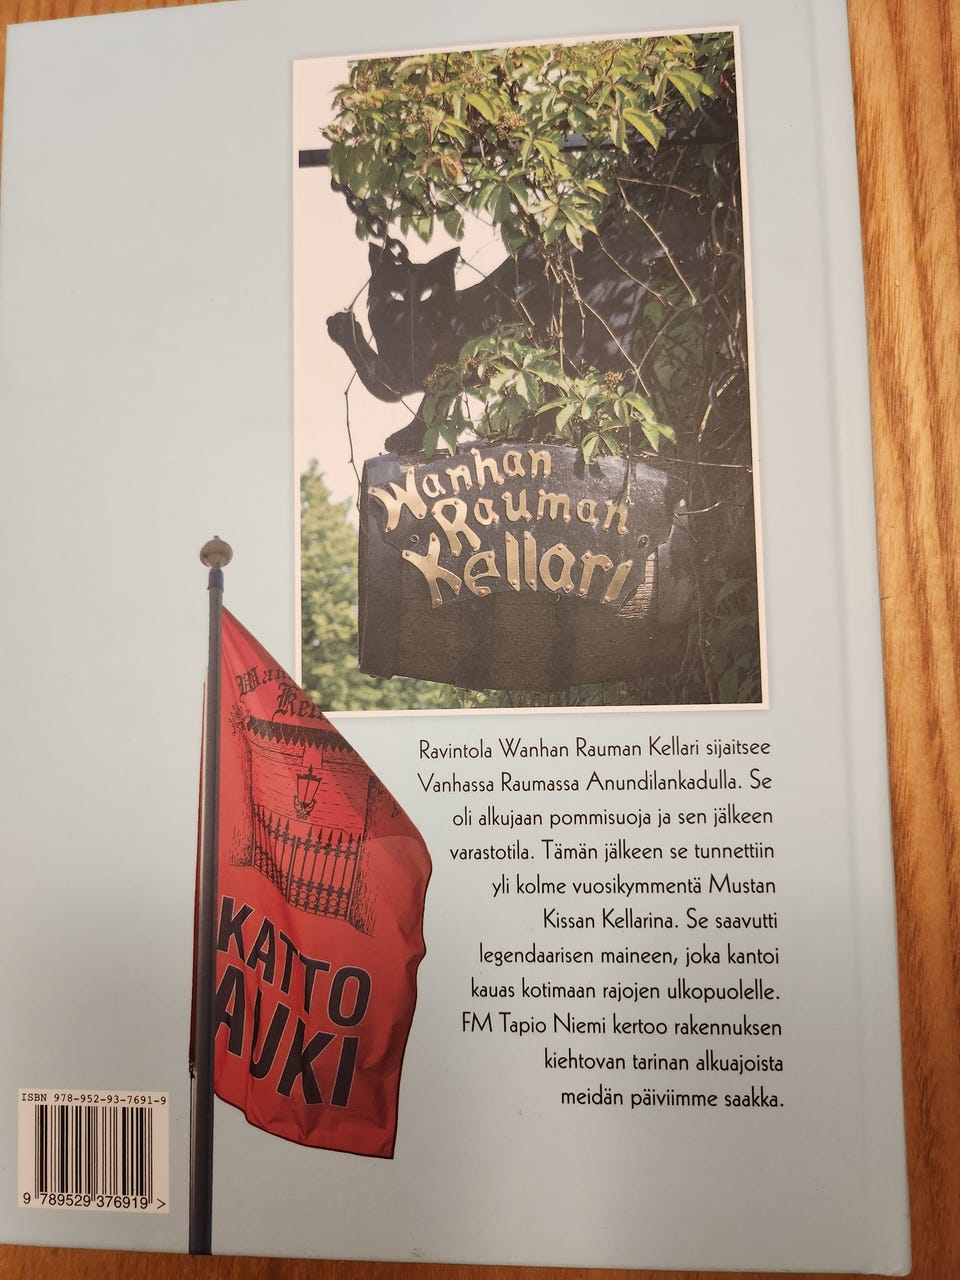 Wanhan
Rauman
Kellari
Ravintola Wanhan Rauman Kellari sijaitsee
Vanhassa Raumassa Anundilankadulla. Se
oli alkujaan pommisuoja ja sen jälkeen
varastotila. Tämän jälkeen se tunnettiin
yli kolme vuosikymmentä Mustan
Kissan Kellarina. Se saavutti
legendaarisen maineen, joka kantoi
kauas kotimaan rajojen ulkopuolelle.
FM Tapio Niemi kertoo rakennuksen
kiehtovan tarinan alkuajoista
meidän päiviimme saakka.
KATTO
AUKI
ISBN 978-952-93-7691-9
9 789529 376919 >